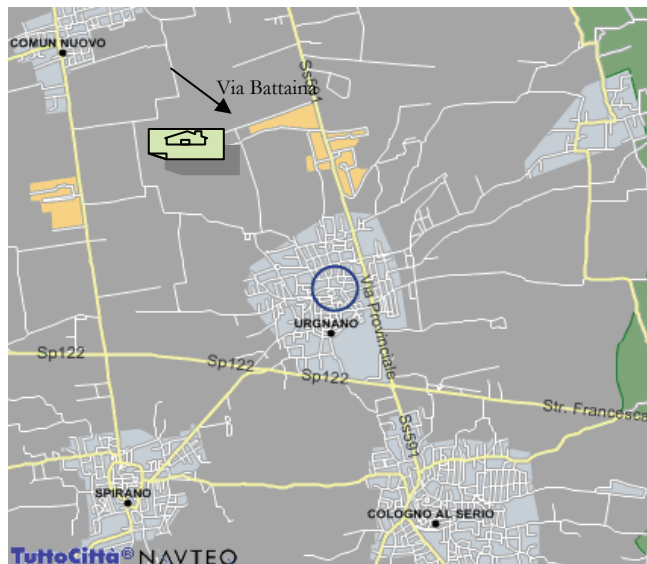 COMUN NUOVO
Ss591
Via Battaina
URGNANO
Via Provinciale
Sp122
Sp122
Sp122
Str. Francesca
Ss591
SPIRANO
COLOGNO AL SERIO
TuttoCittà® NAVTEQ